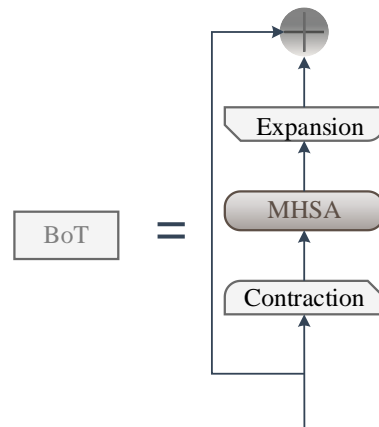 Expansion
MHSA
BoT
=
Contraction